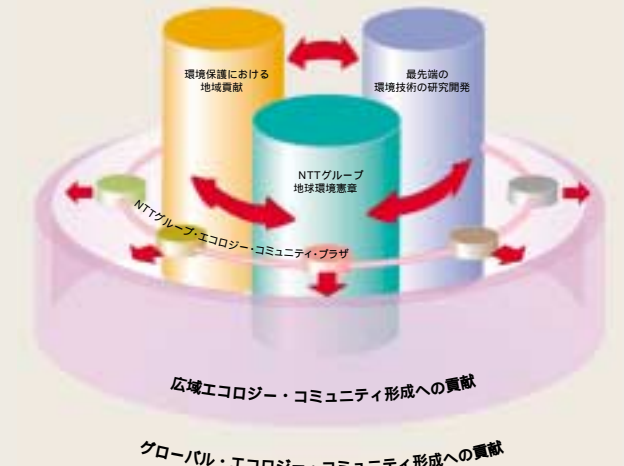 環境保護における
地域貢献
最先端の
環境技術の研究開発
NTTグループ
地球環境憲章
NTTグループ・エコロジー・コミュニティ・プラザ
広域エコロジー・コミュニティ形成への貢献
グローバル・エコロジー・コミュニティ形成への貢献